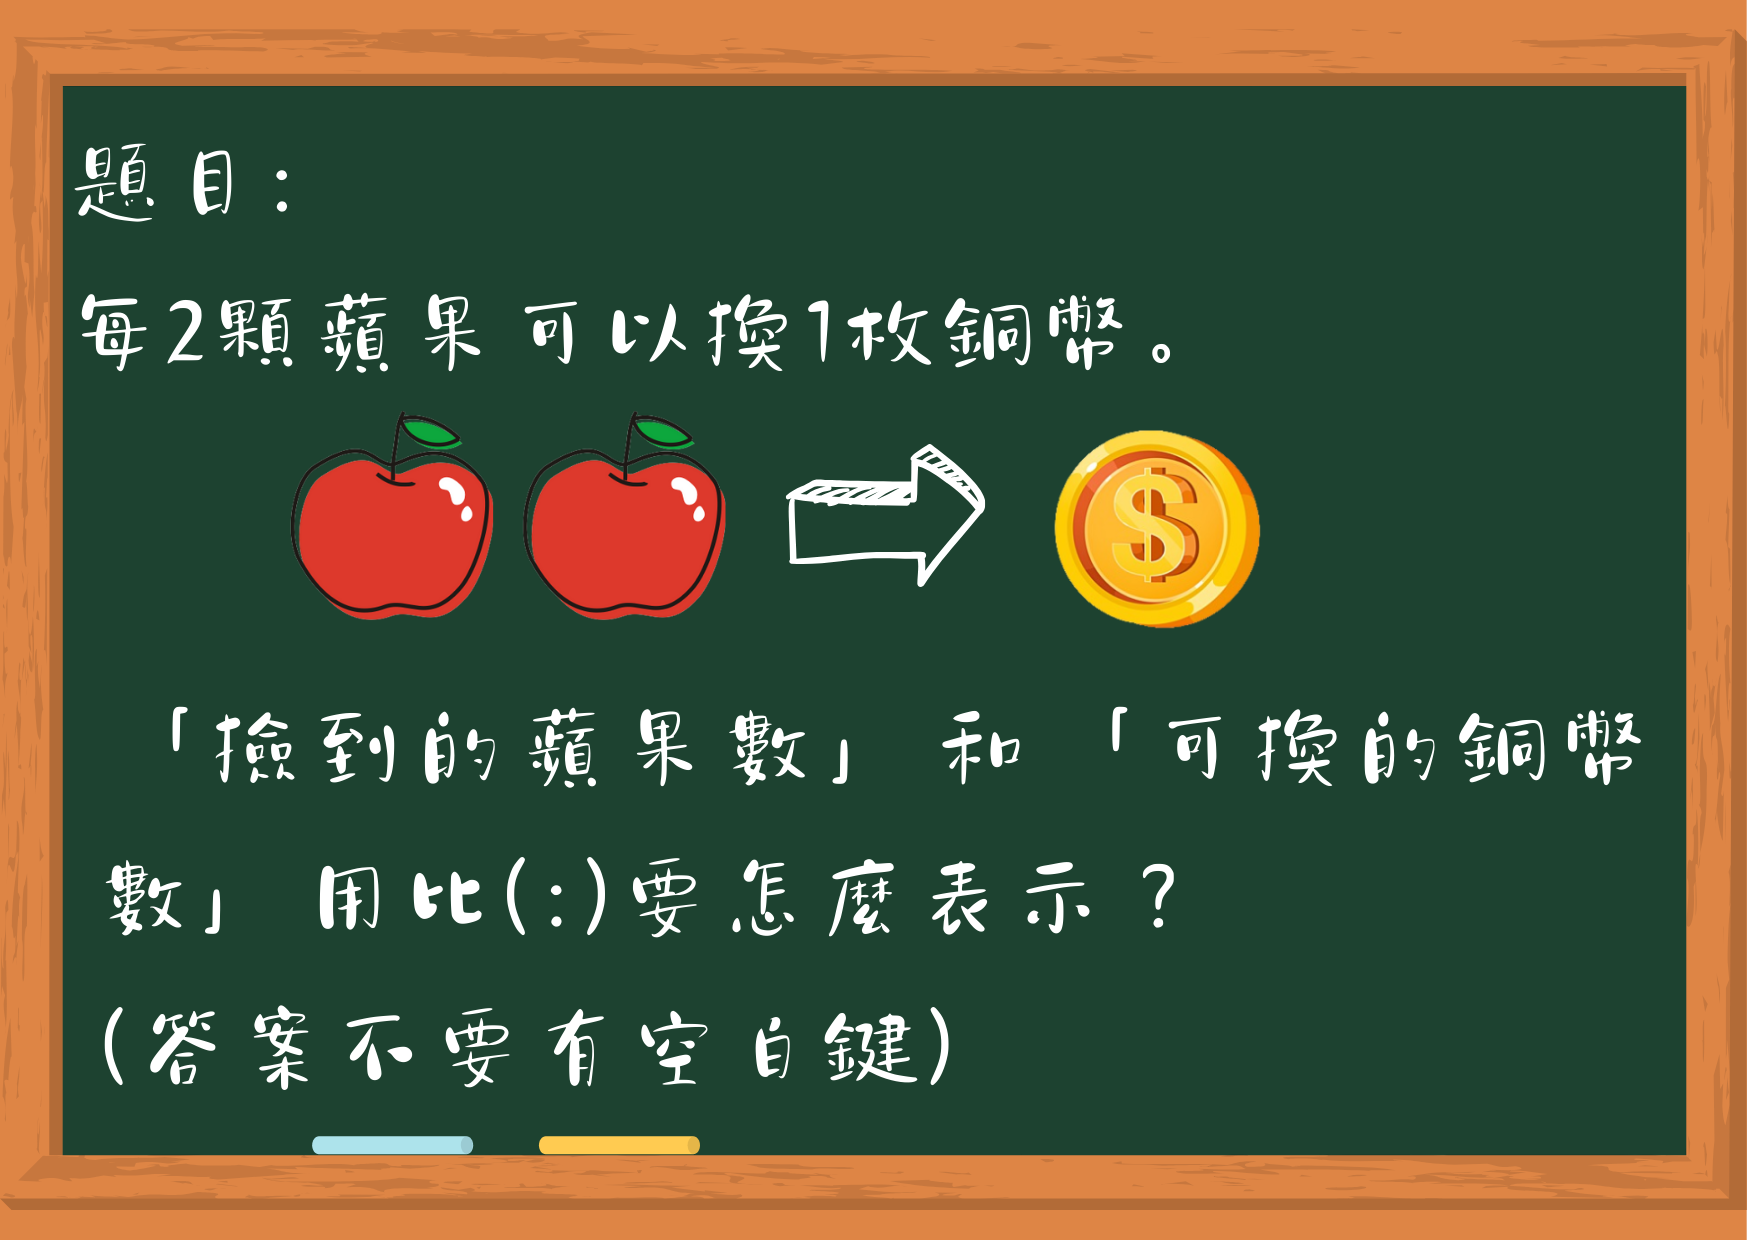 題目：
每2顆蘋果可以換1枚銅幣。
「撿到的蘋果數」和「可換的銅幣
數」用比(:)要怎麼表示？
(答案不要有空白鍵)